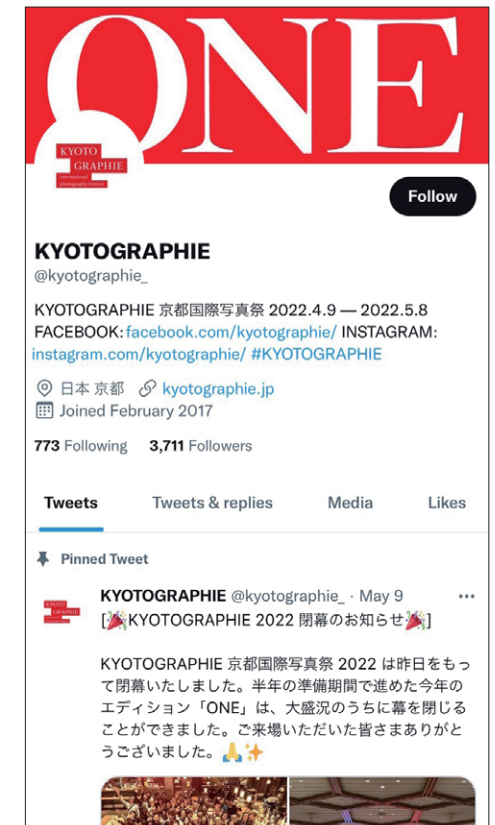 ONE
KYOTO
GRAPHIE
international
photography festival
Follow
KYOTOGRAPHIE
@kyotographie_
KYOTOGRAPHIE 京都国際写真祭 2022.4.9 — 2022.5.8
FACEBOOK: facebook.com/kyotographie/ INSTAGRAM:
instagram.com/kyotographie/ #KYOTOGRAPHIE
日本 京都 kyotographie.jp
Joined February 2017
773 Following 3,711 Followers
Tweets Tweets & replies Media Likes
Pinned Tweet
KYOTO
GRAPHIE
KYOTOGRAPHIE @kyotographie_ · May 9
[🎉KYOTOGRAPHIE 2022 閉幕のお知らせ🎉]
KYOTOGRAPHIE 京都国際写真祭 2022 は昨日をもっ
て閉幕いたしました。半年の準備期間で進めた今年の
エディション「ONE」は、大盛況のうちに幕を閉じる
ことができました。ご来場いただいた皆さまありがと
うございました。🙏✨